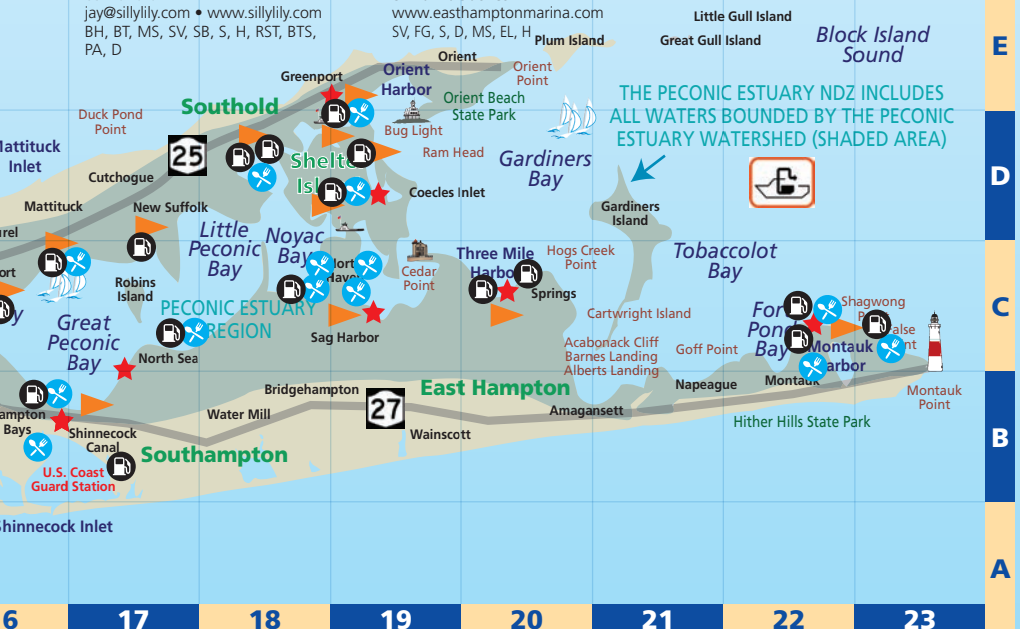 jay@sillylily.com • www.sillylily.com
BH, BT, MS, SV, SB, S, H, RST, BTS,
PA, D
www.easthamptonmarina.com
SV, FG, S, D, MS, EL, H
Little Gull Island
Plum Island
Great Gull Island
Block Island
Sound
E
Orient
Greenport
Orient
Harbor
Orient
Point
Orient Beach
State Park
THE PECONIC ESTUARY NDZ INCLUDES
ALL WATERS BOUNDED BY THE PECONIC
ESTUARY WATERSHED (SHADED AREA)
Southold
Duck Pond
Point
Bug Light
Mattituck
Inlet
25
Ram Head
Gardiners
Bay
D
Cutchogue
Coecles Inlet
Mattituck
New Suffolk
Gardiners
Island
Little
Peconic
Bay
Noyac
Bay
Three Mile
Hogs Creek
Point
Tobaccolot
Bay
Cedar
Point
Robins
Island
Springs
C
PECONIC ESTUARY
REGION
Great
Peconic
Bay
Sag Harbor
Cartwright Island
Shagwong
North Sea
Acabonack Cliff
Barnes Landing
Alberts Landing
Goff Point
Montauk
Montauk
Bridgehampton
East Hampton
Napeague
Montauk
Point
27
Water Mill
Amagansett
Hither Hills State Park
B
Bays
Shinnecock
Canal
Wainscott
Southampton
U.S. Coast
Guard Station
Shinnecock Inlet
A
6
17
18
19
20
21
22
23